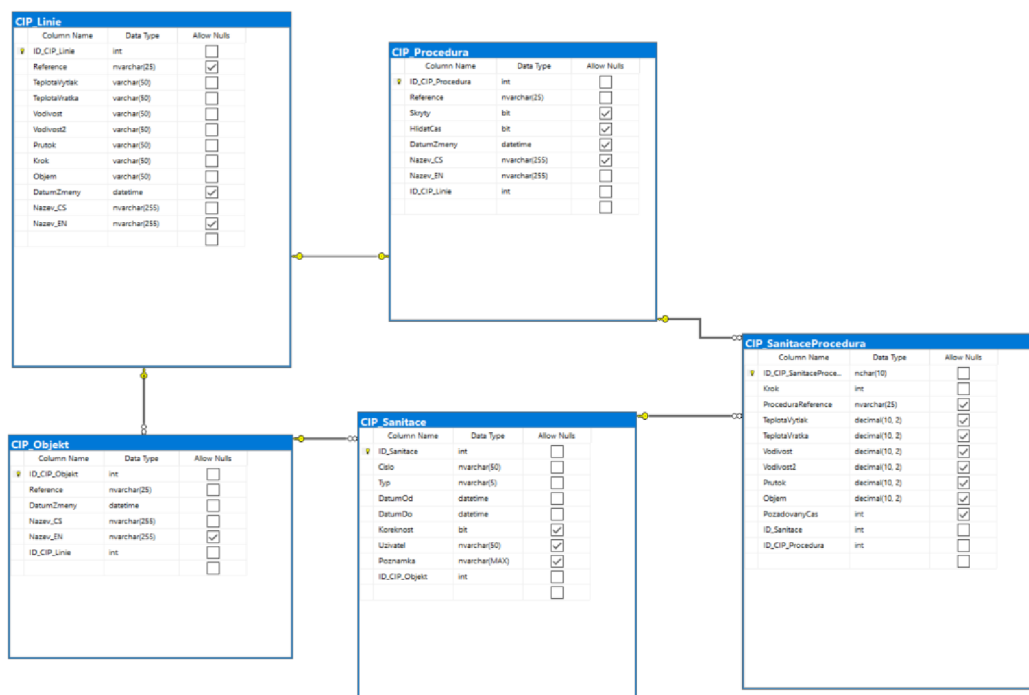 CIP_Linie
Column Name Data Type Allow Nulls
ID_CIP_Linie int
Reference nvarchar(25)
TeplotaVytlak varchar(50)
TeplotaVratka varchar(50)
Vodivost varchar(50)
Vodivost2 varchar(50)
Prutok varchar(50)
Krok varchar(50)
Objem varchar(50)
DatumZmeny datetime
Nazev_CS nvarchar(255)
Nazev_EN nvarchar(255)
CIP_Procedura
Column Name Data Type Allow Nulls
ID_CIP_Procedura int
Reference nvarchar(25)
Skryty bit
HlidatCas bit
DatumZmeny datetime
Nazev_CS nvarchar(255)
Nazev_EN nvarchar(255)
ID_CIP_Linie int
CIP_SanitaceProcedura
Column Name Data Type Allow Nulls
ID_CIP_SanitaceProce... nchar(10)
Krok int
ProceduraReference nvarchar(25)
TeplotaVytlak decimal(10, 2)
TeplotaVratka decimal(10, 2)
Vodivost decimal(10, 2)
Vodivost2 decimal(10, 2)
Prutok decimal(10, 2)
Objem decimal(10, 2)
PozadovanyCas int
ID_Sanitace int
ID_CIP_Procedura int
CIP_Objekt
Column Name Data Type Allow Nulls
ID_CIP_Objekt int
Reference nvarchar(25)
DatumZmeny datetime
Nazev_CS nvarchar(255)
Nazev_EN nvarchar(255)
ID_CIP_Linie int
CIP_Sanitace
Column Name Data Type Allow Nulls
ID_Sanitace int
Cislo nvarchar(50)
Typ nvarchar(5)
DatumOd datetime
DatumDo datetime
Koreknost bit
Uzivatel nvarchar(50)
Poznamka nvarchar(MAX)
ID_CIP_Objekt int